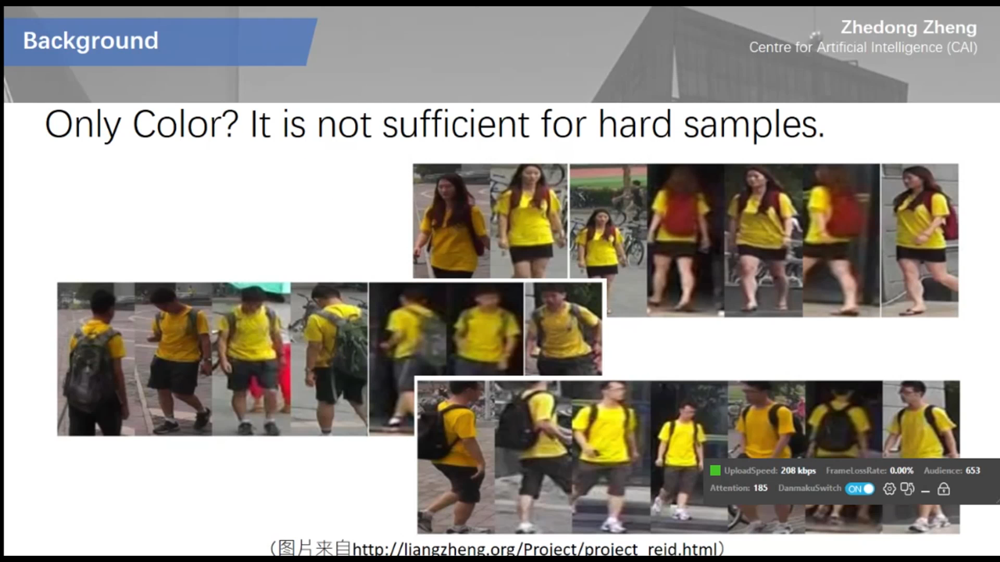 Background
Zhedong Zheng
Centre for Artificial Intelligence (CAI)
Only Color? It is not sufficient for hard samples.
UploadSpeed: 208 kbps FrameLossRate: 0.00% Audience: 653
Attention: 185 DanmakuSwitch ON
（图片来自http://liangzheng.org/Project/project_reid.html）